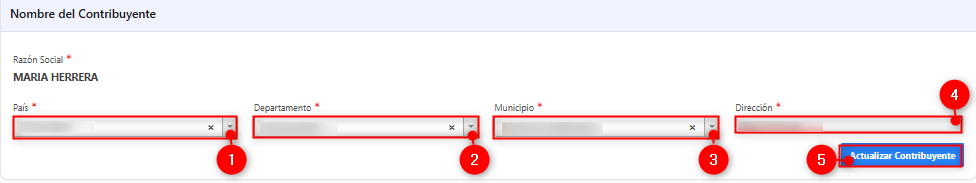 Nombre del Contribuyente
Razón Social *
MARIA HERRERA
País * Departamento * Municipio * Dirección *
× × ×
1 2 3 4
5 Actualizar Contribuyente